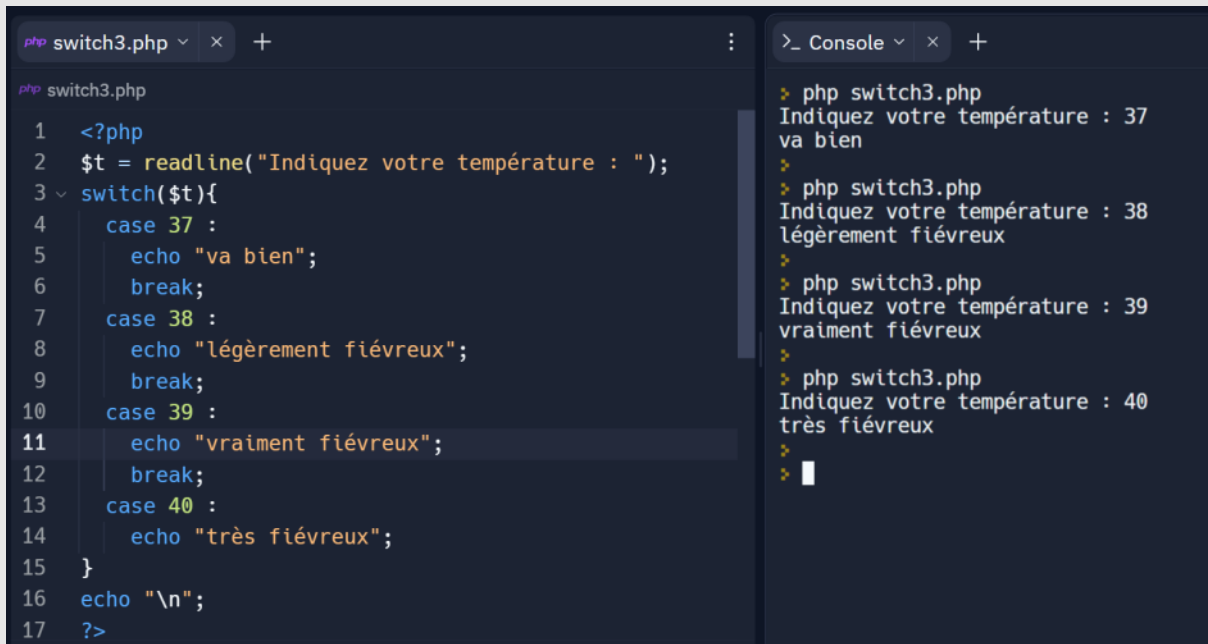 php switch3.php
php switch3.php
1 <?php
2 $t = readline("Indiquez votre température : ");
3 switch($t){
4 case 37 :
5 echo "va bien";
6 break;
7 case 38 :
8 echo "légèrement fiévreux";
9 break;
10 case 39 :
11 echo "vraiment fiévreux";
12 break;
13 case 40 :
14 echo "très fiévreux";
15 }
16 echo "\n";
17 ?>
>_ Console
php switch3.php
Indiquez votre température : 37
va bien
php switch3.php
Indiquez votre température : 38
légèrement fiévreux
php switch3.php
Indiquez votre température : 39
vraiment fiévreux
php switch3.php
Indiquez votre température : 40
très fiévreux